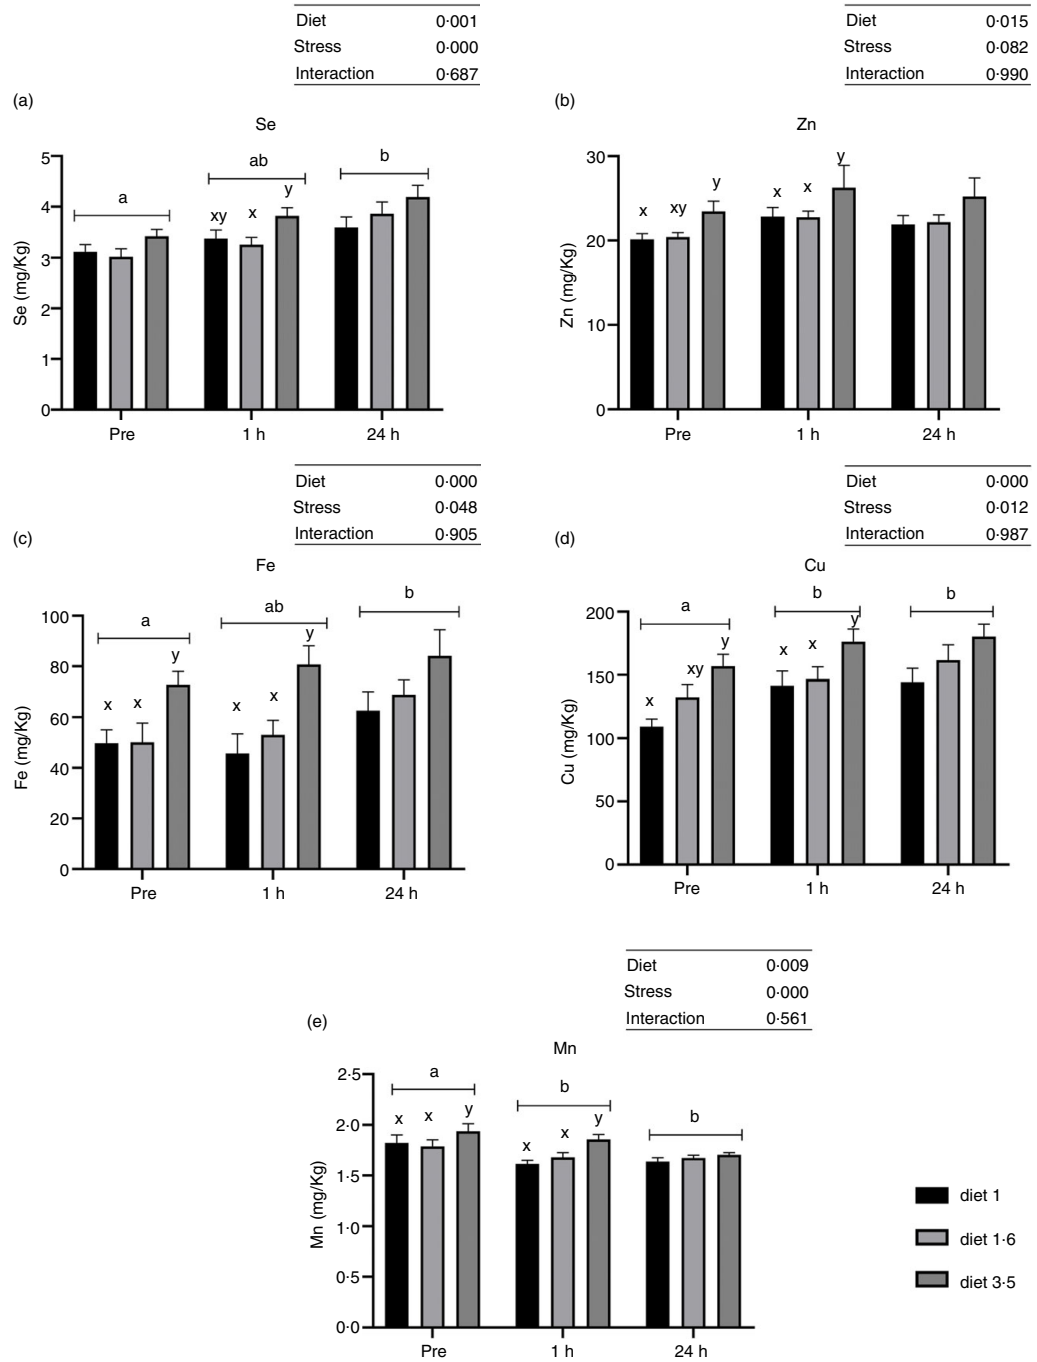 Diet 0·001
Stress 0·000
Interaction 0·687
(a)
Se
Se (mg/Kg)
5
4
3
2
1
0
a
ab
b
xy x y
Pre 1 h 24 h
Diet 0·015
Stress 0·082
Interaction 0·990
(b)
Zn
Zn (mg/Kg)
30
20
10
0
x xy y
x x y
Pre 1 h 24 h
Diet 0·000
Stress 0·048
Interaction 0·905
(c)
Fe
Fe (mg/Kg)
100
80
60
40
20
0
a
ab
b
x x y
x x y
Pre 1 h 24 h
Diet 0·000
Stress 0·012
Interaction 0·987
(d)
Cu
Cu (mg/Kg)
200
150
100
50
0
a
b
b
x xy y
x x y
Pre 1 h 24 h
Diet 0·009
Stress 0·000
Interaction 0·561
(e)
Mn
Mn (mg/Kg)
2·5
2·0
1·5
1·0
0·5
0·0
a
b
b
x x y
x x y
Pre 1 h 24 h
diet 1
diet 1·6
diet 3·5